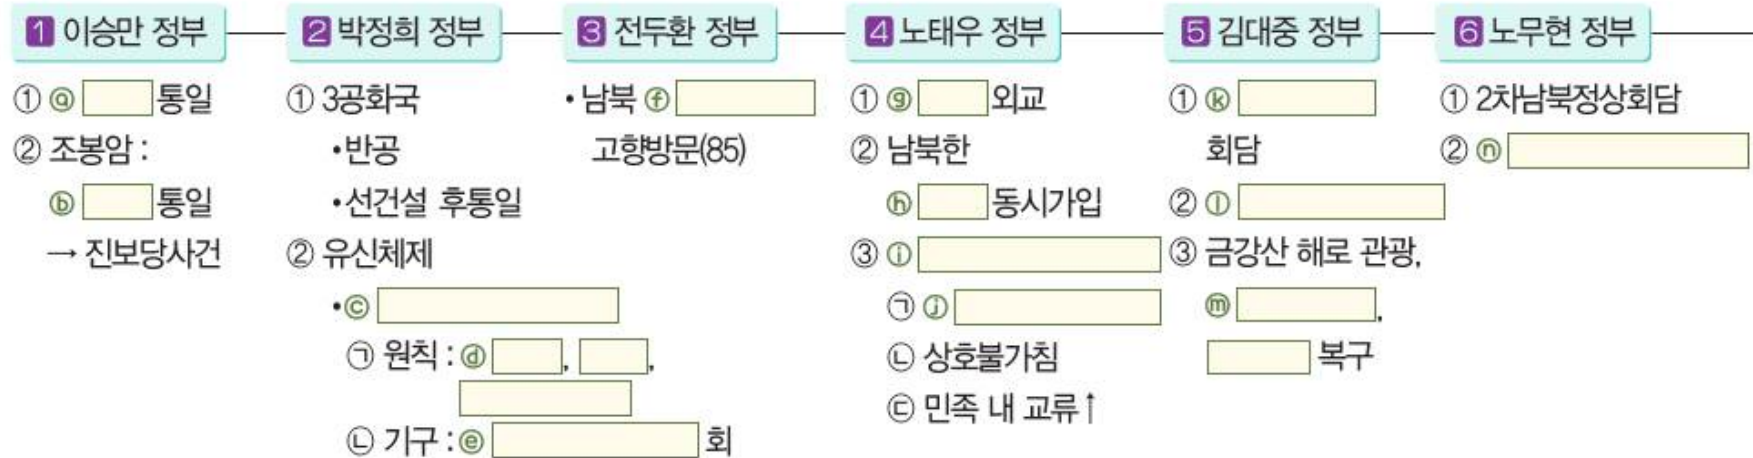 1 이승만 정부
① ⓐ 통일
② 조봉암 :
ⓑ 통일
→ 진보당사건
2 박정희 정부
① 3공화국
•반공
•선건설 후통일
② 유신체제
•ⓒ
㉠ 원칙 : ⓓ , ,
㉡ 기구 : ⓔ 회
3 전두환 정부
• 남북 ⓕ
고향방문(85)
4 노태우 정부
① ⓖ 외교
② 남북한
ⓗ 동시가입
③ ⓘ
㉠ ⓙ
㉡ 상호불가침
㉢ 민족 내 교류↑
5 김대중 정부
① ⓚ
회담
② ⓛ
③ 금강산 해로 관광,
ⓜ ,
복구
6 노무현 정부
① 2차남북정상회담
② ⓝ